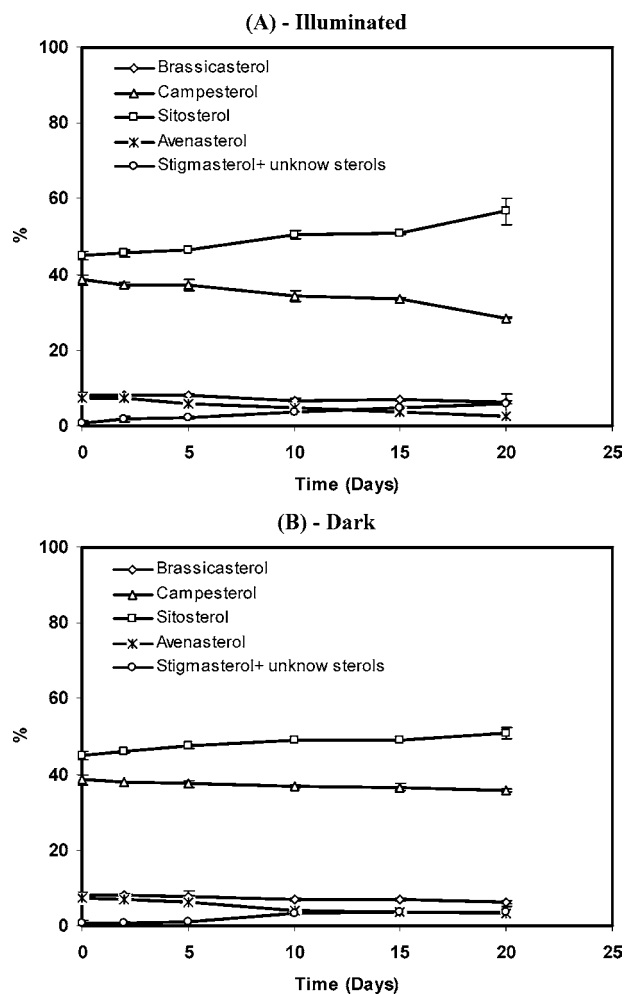 (A) - Illuminated
100
80
60
40
20
0
%
Brassicasterol
Campesterol
Sitosterol
Avenasterol
Stigmasterol+ unknow sterols
0 5 10 15 20 25
Time (Days)
(B) - Dark
100
80
60
40
20
0
%
Brassicasterol
Campesterol
Sitosterol
Avenasterol
Stigmasterol+ unknow sterols
0 5 10 15 20 25
Time (Days)